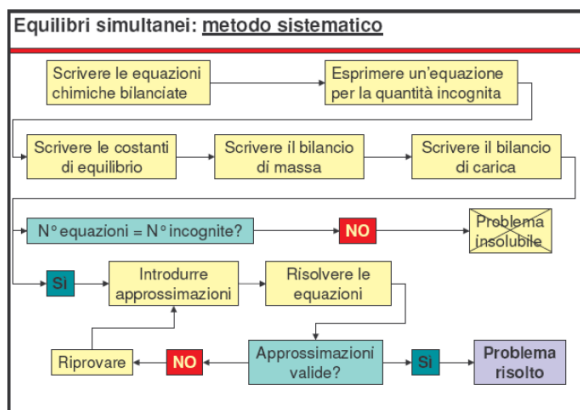 Equilibri simultanei: metodo sistematico
Scrivere le equazioni
chimiche bilanciate
Esprimere un'equazione
per la quantità incognita
Scrivere le costanti
di equilibrio
Scrivere il bilancio
di massa
Scrivere il bilancio
di carica
N° equazioni = N° incognite?
NO
Problema
insolubile
Sì
Introdurre
approssimazioni
Risolvere le
equazioni
Riprovare
NO
Approssimazioni
valide?
Sì
Problema
risolto